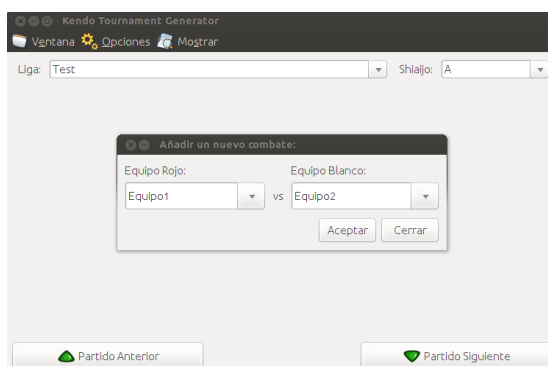 Kendo Tournament Generator
Ventana Opciones Mostrar
Liga: Test Shiaijo: A
Añadir un nuevo combate:
Equipo Rojo: Equipo Blanco:
Equipo1 vs Equipo2
Aceptar Cerrar
Partido Anterior Partido Siguiente